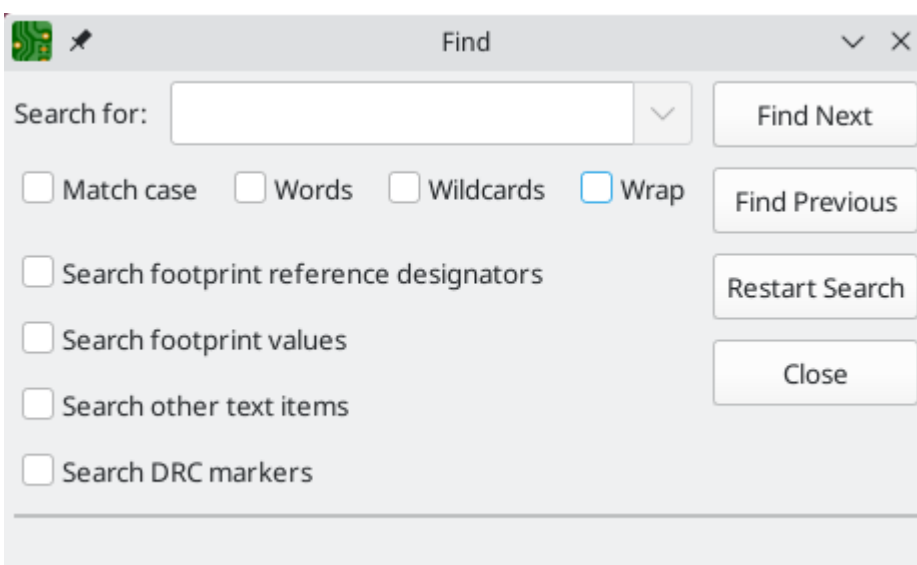 Find
Search for:
Find Next
Match case Words Wildcards Wrap
Find Previous
Search footprint reference designators
Restart Search
Search footprint values
Close
Search other text items
Search DRC markers